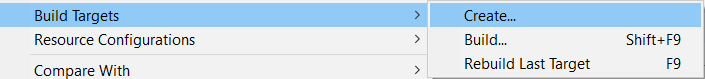 Build Targets
Create...
Resource Configurations
Build... Shift+F9
Rebuild Last Target F9
Compare With